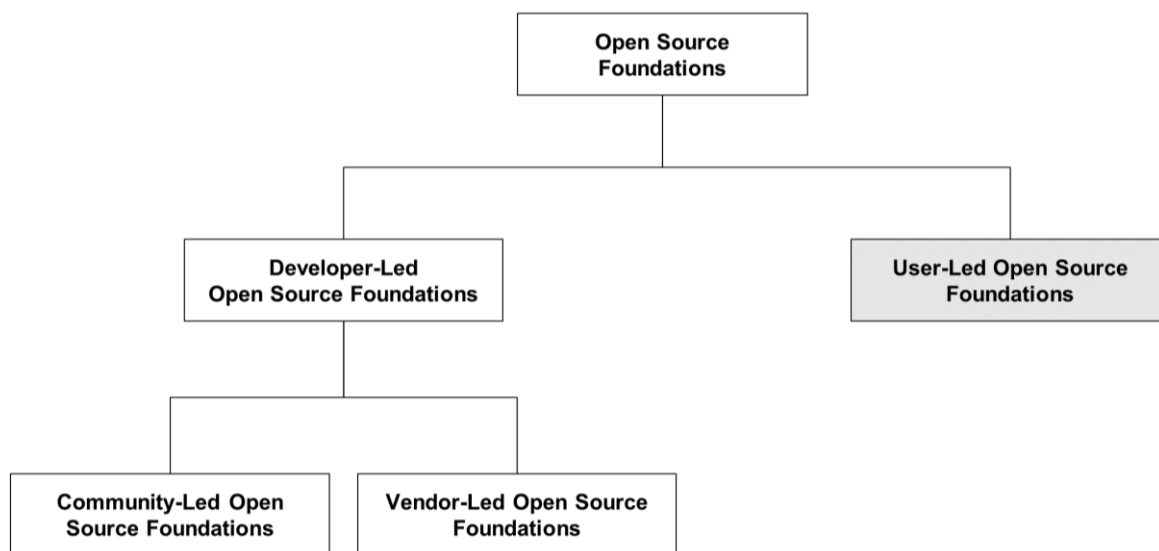 Open Source
Foundations
Developer-Led
Open Source Foundations
User-Led Open Source
Foundations
Community-Led Open
Source Foundations
Vendor-Led Open Source
Foundations